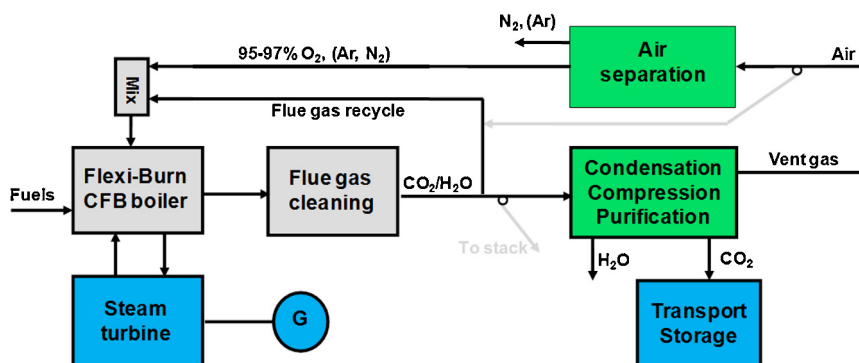 N₂, (Ar)
95-97% O₂, (Ar, N₂)
Air
separation
Air
Mix
Flue gas recycle
Fuels
Flexi-Burn
CFB boiler
Flue gas
cleaning
CO₂/H₂O
Condensation
Compression
Purification
Vent gas
To stack
H₂O
CO₂
Steam
turbine
G
Transport
Storage